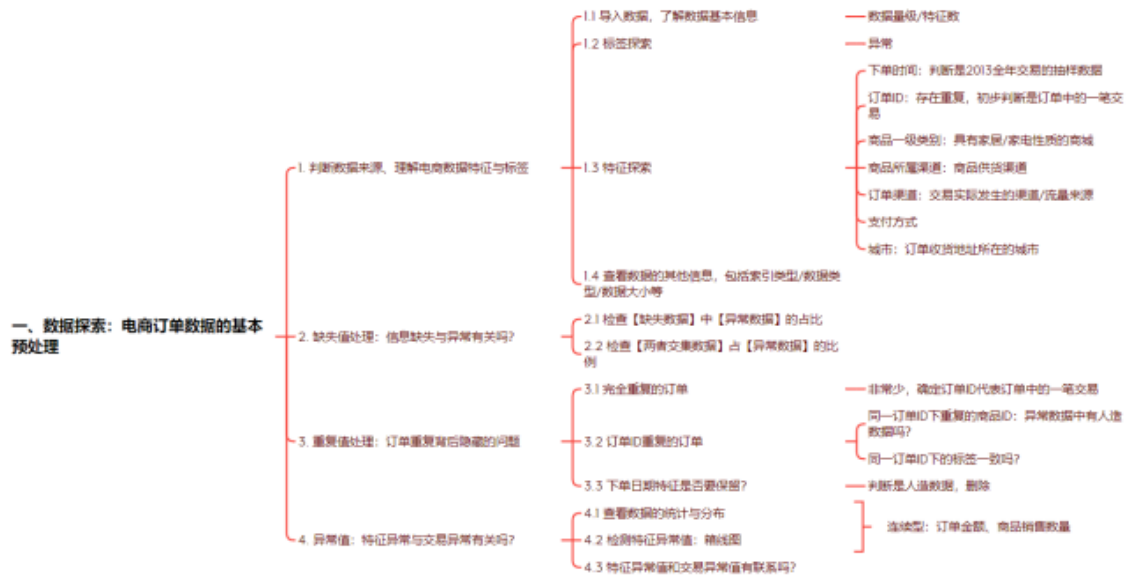 一、数据探索：电商订单数据的基本
预处理
1. 判断数据来源、理解电商数据特征与标签
1.1 导入数据，了解数据基本信息
数据量级/特征数
1.2 标签探索
异常
1.3 特征探索
下单时间：判断是2013全年交易的抽样数据
订单ID：存在重复，初步判断是订单中的一笔交
易
商品一级类别：具有家居/家电性质的商城
商品所属渠道：商品供货渠道
订单渠道：交易实际发生的渠道/流量来源
支付方式
城市：订单收货地址所在的城市
1.4 查看数据的其他信息，包括索引类型/数据类
型/数据大小等
2. 缺失值处理：信息缺失与异常有关吗？
2.1 检查【缺失数据】中【异常数据】的占比
2.2 检查【两者交集数据】占【异常数据】的比
例
3. 重复值处理：订单重复背后隐藏的问题
3.1 完全重复的订单
非常少，确定订单ID代表订单中的一笔交易
3.2 订单ID重复的订单
同一订单ID下重复的商品ID：异常数据中有人造
数据吗？
同一订单ID下的标签一致吗？
3.3 下单日期特征是否要保留？
判断是人造数据，删除
4. 异常值：特征异常与交易异常有关吗？
4.1 查看数据的统计与分布
4.2 检测特征异常值：箱线图
连续型：订单金额、商品销售数量
4.3 特征异常值和交易异常值有联系吗？